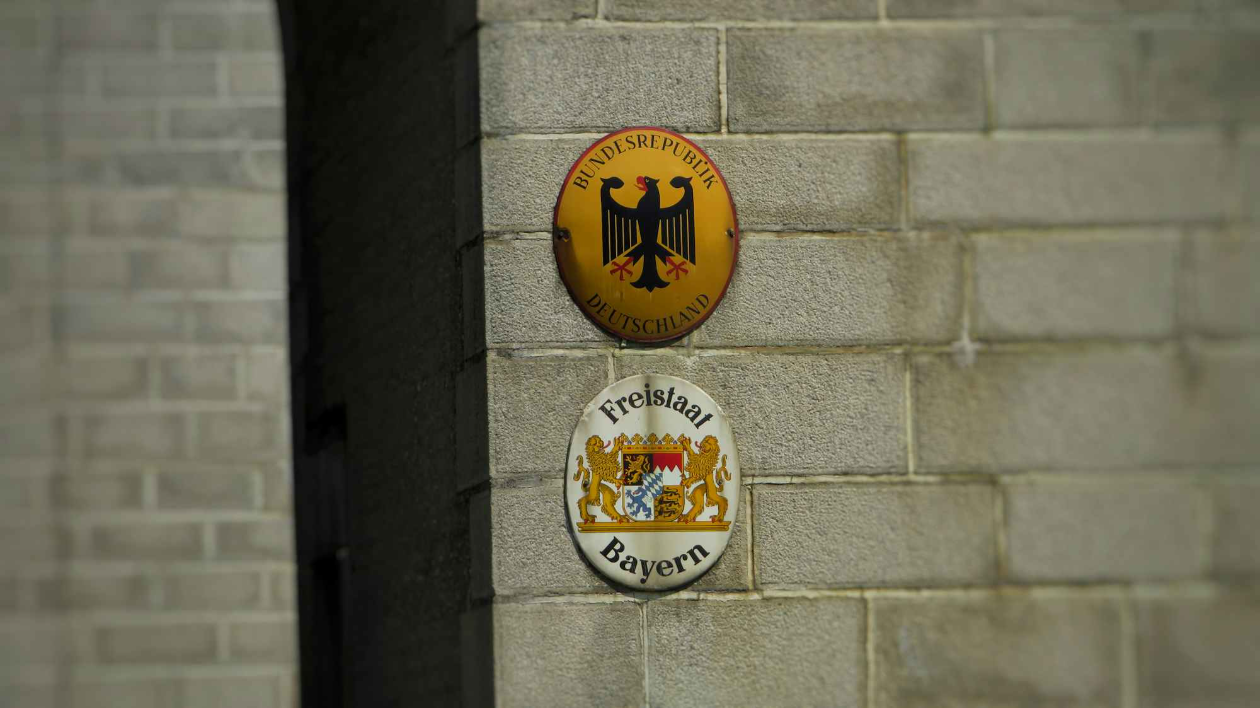 BUNDESREPUBLIK
DEUTSCHLAND
Freistaat
Bayern